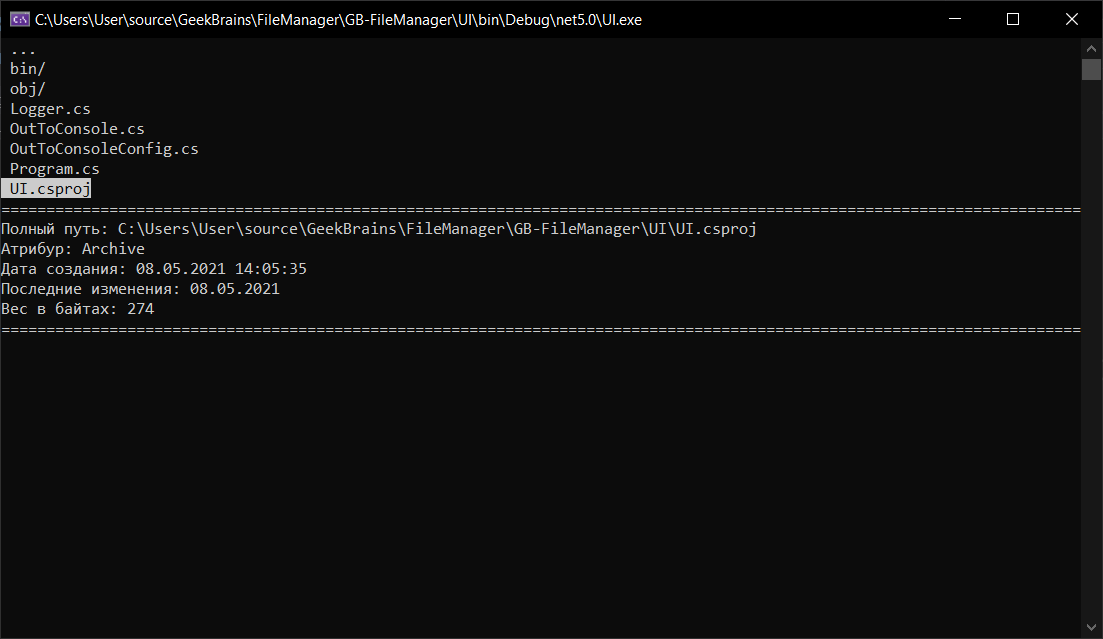 C:\Users\User\source\GeekBrains\FileManager\GB-FileManager\UI\bin\Debug\net5.0\UI.exe
...
bin/
obj/
Logger.cs
OutToConsole.cs
OutToConsoleConfig.cs
Program.cs
UI.csproj
========================================================================================================================
Полный путь: C:\Users\User\source\GeekBrains\FileManager\GB-FileManager\UI\UI.csproj
Атрибур: Archive
Дата создания: 08.05.2021 14:05:35
Последние изменения: 08.05.2021
Вес в байтах: 274
========================================================================================================================